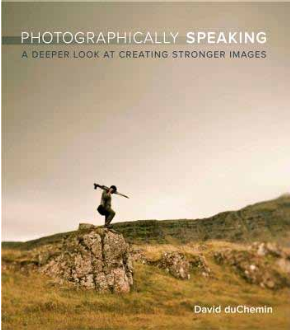 PHOTOGRAPHICALLY SPEAKING
A DEEPER LOOK AT CREATING STRONGER IMAGES
David duChemin